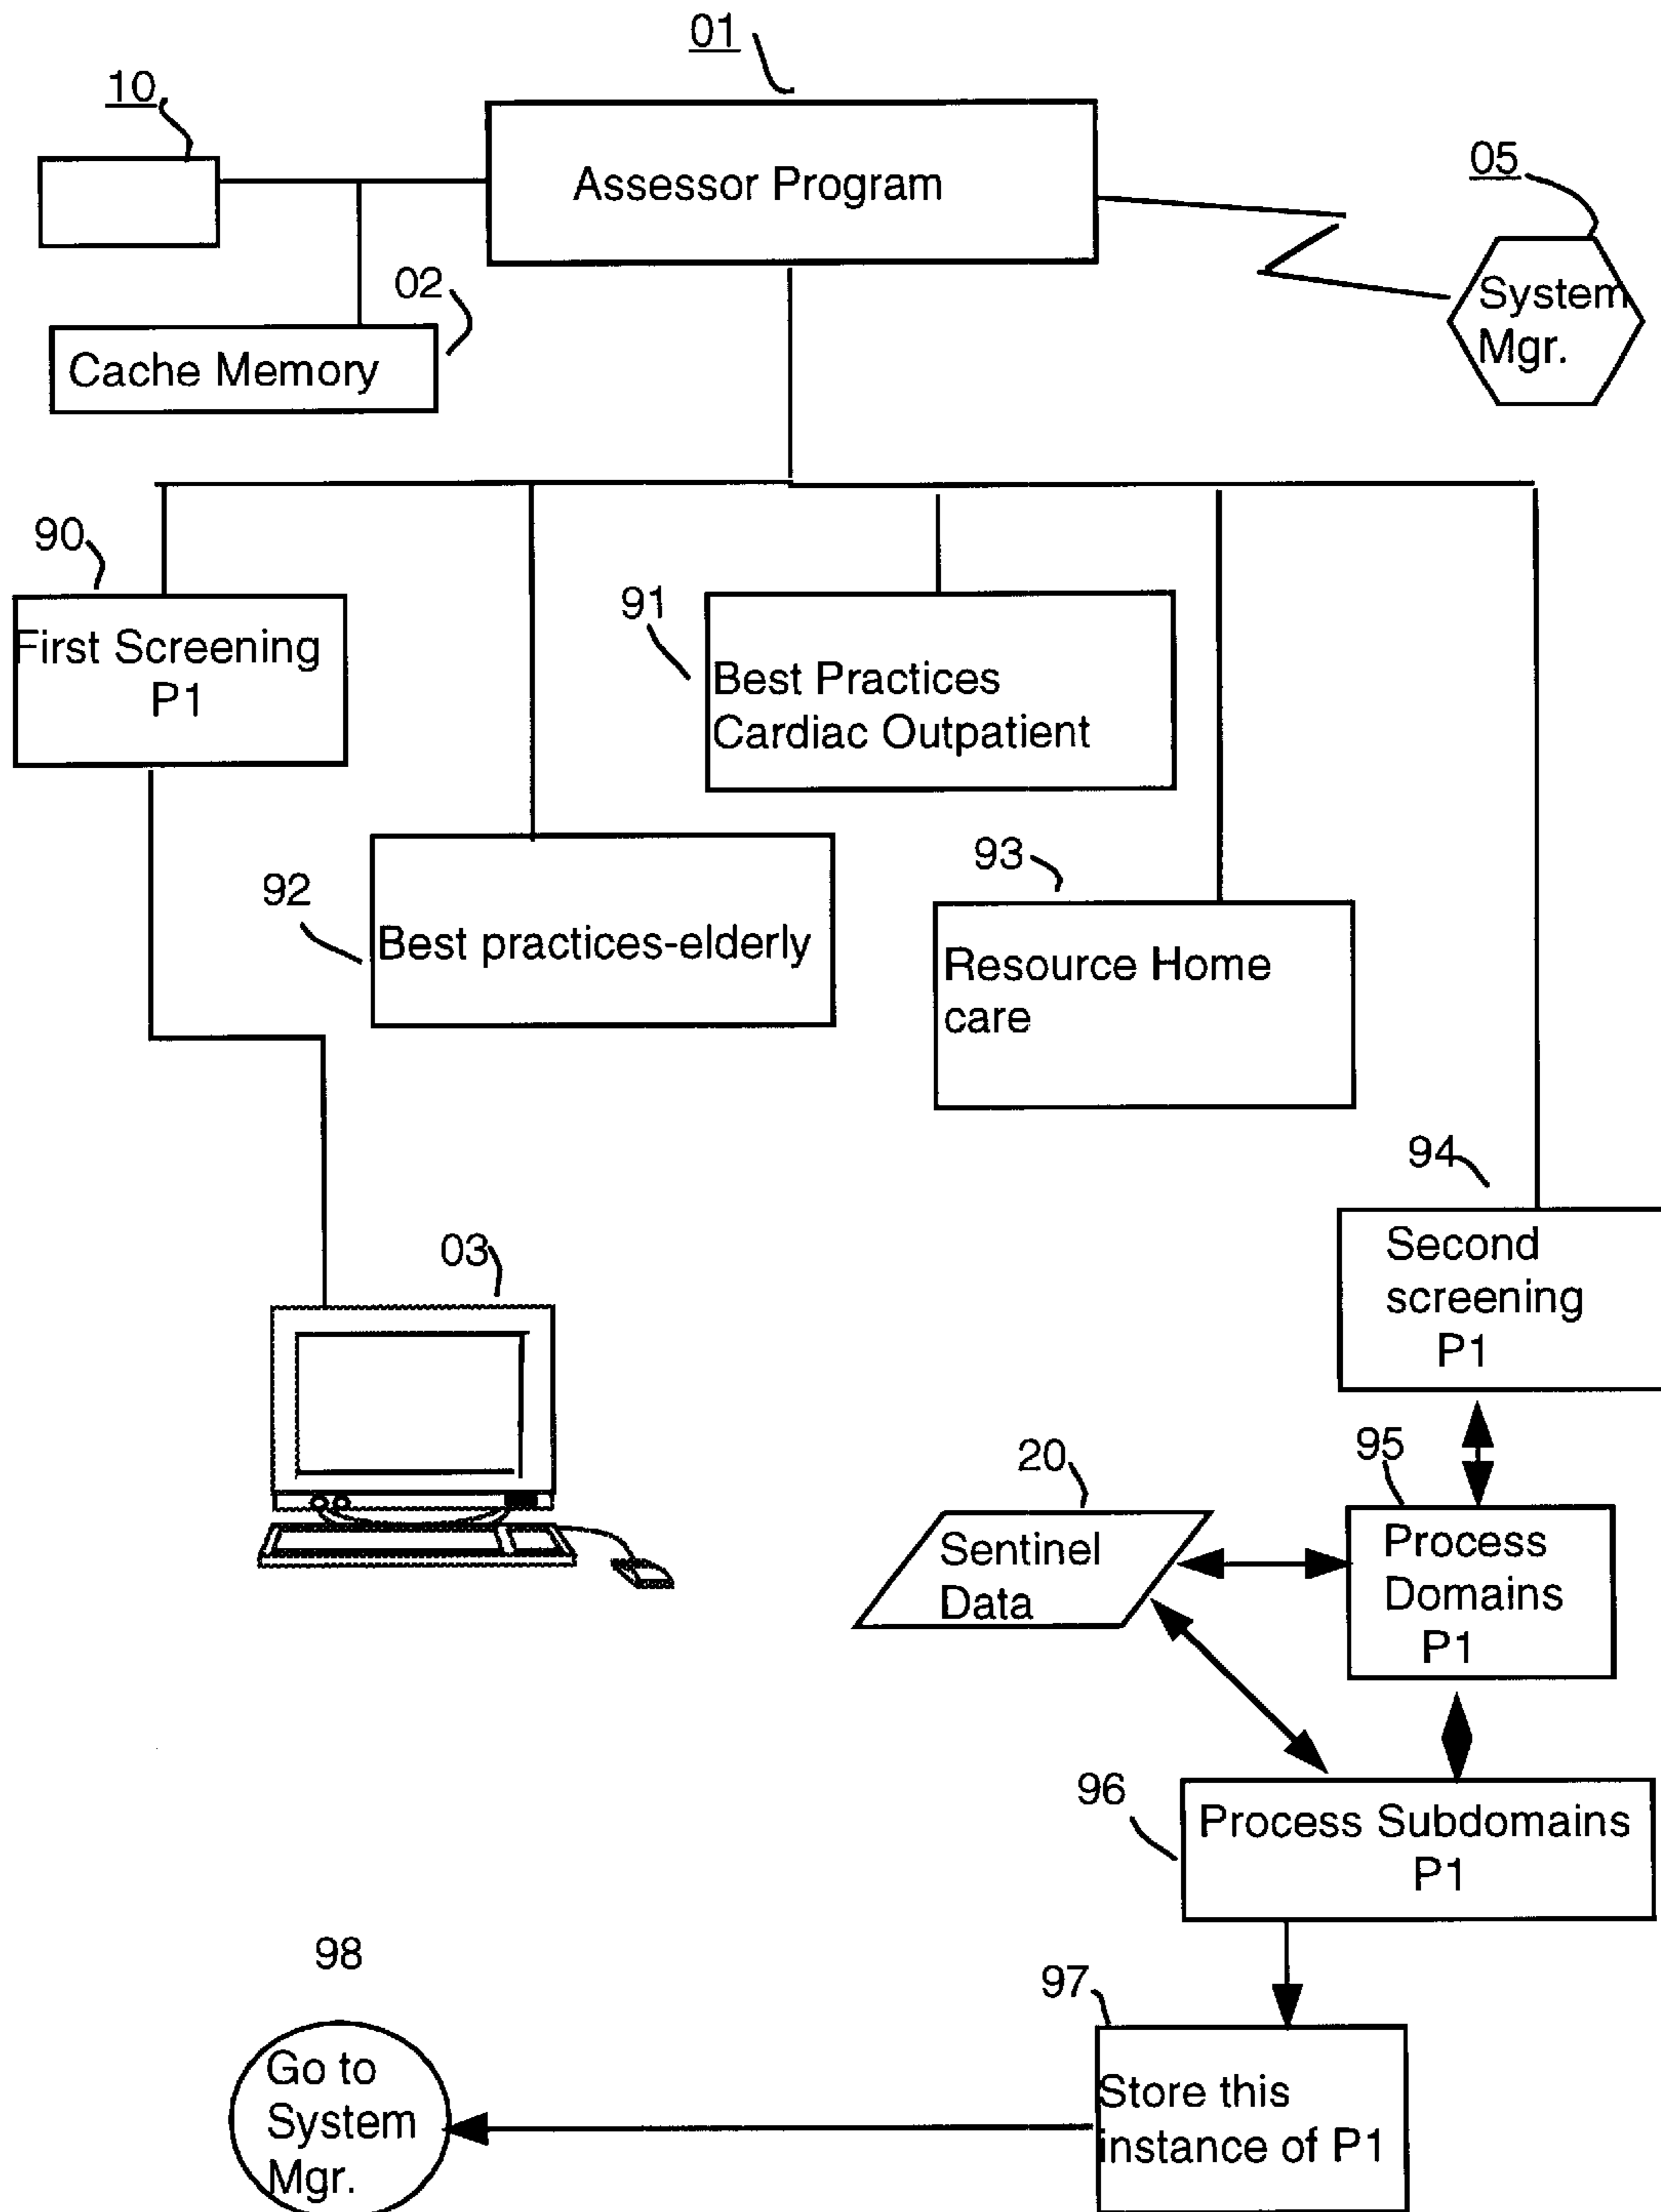 01
10
Assessor Program
05
System
Mgr.
02
Cache Memory
90
First Screening
P1
91
Best Practices
Cardiac Outpatient
92
Best practices-elderly
93
Resource Home
care
94
Second
screening
P1
03
95
Process
Domains
P1
20
Sentinel
Data
96
Process Subdomains
P1
98
97
Go to
System
Mgr.
Store this
instance of P1